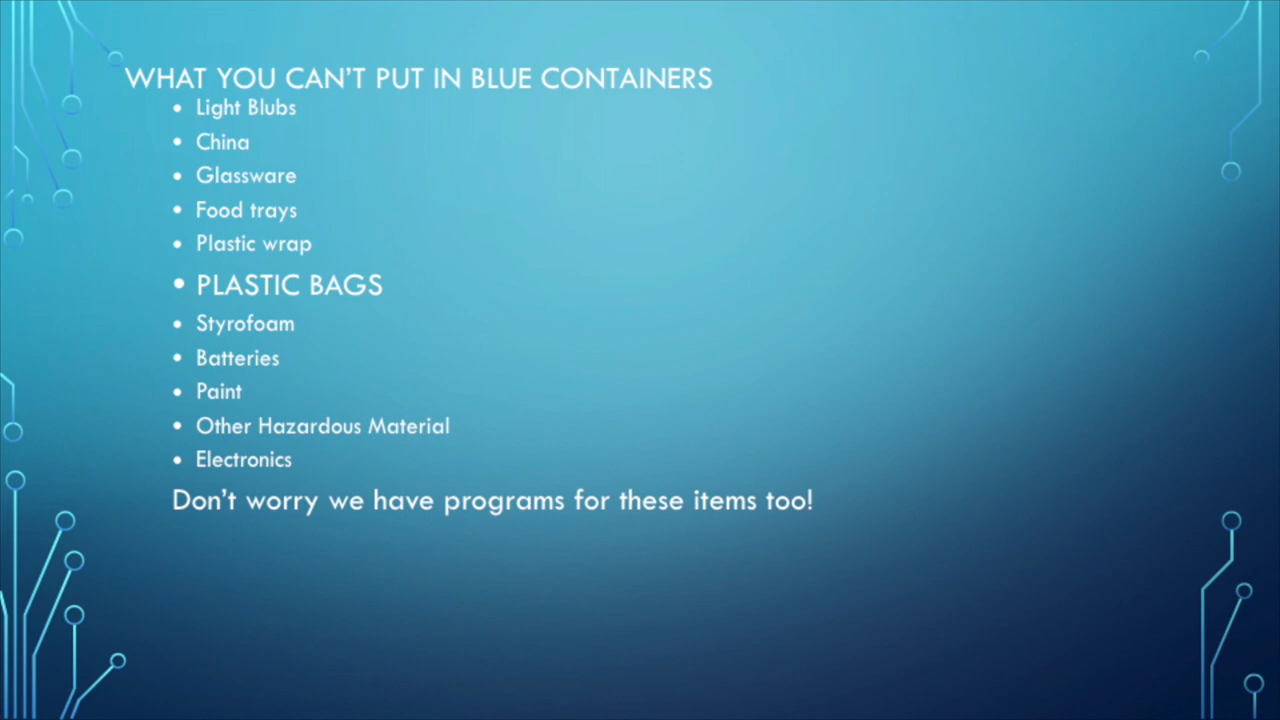 WHAT YOU CAN'T PUT IN BLUE CONTAINERS
• Light Blubs
• China
• Glassware
• Food trays
• Plastic wrap
• PLASTIC BAGS
• Styrofoam
• Batteries
• Paint
• Other Hazardous Material
• Electronics
Don't worry we have programs for these items too!